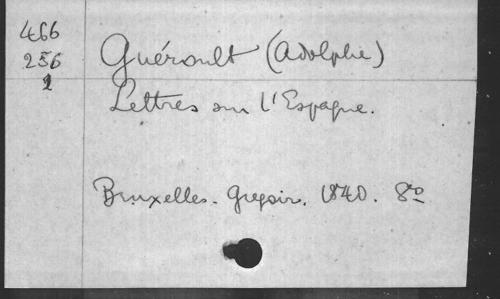 466
256
2
Guéroult (Adolphe)
Lettres sur l'Espagne.
Bruxelles. Gregoir. 1840. 8º